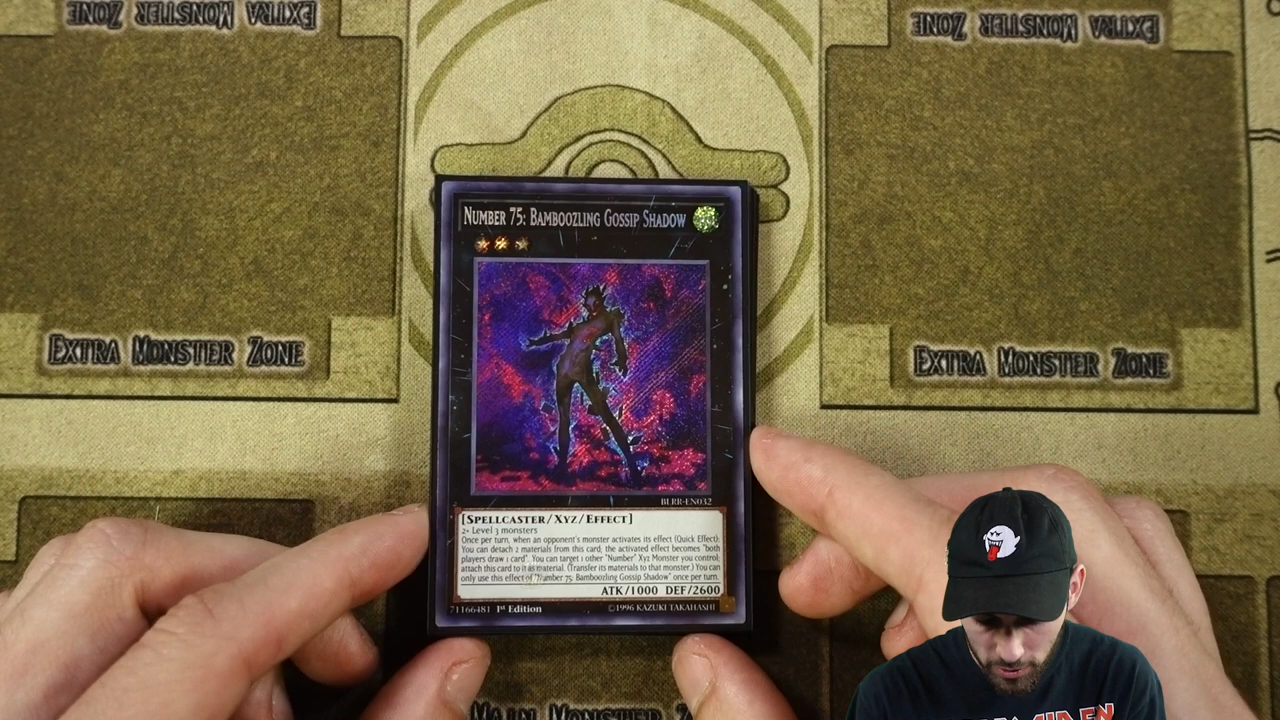 EXTRA MONSTER ZONE
EXTRA MONSTER ZONE
NUMBER 75: BAMBOOZLING GOSSIP SHADOW
EXTRA MONSTER ZONE
EXTRA MONSTER ZONE
BLRR-EN032
[SPELLCASTER/XYZ/EFFECT]
2+ Level 3 monsters
Once per turn, when an opponent's monster activates its effect (Quick Effect):
You can detach 2 materials from this card; the activated effect becomes "both
players draw 1 card". You can target 1 other "Number" Xyz Monster you control;
attach this card to it as material. (Transfer its materials to that monster.) You can
only use this effect of "Number 75: Bamboozling Gossip Shadow" once per turn.
ATK/1000 DEF/2600
71166481 1st Edition ©1996 KAZUKI TAKAHASHI
MAIN MONSTER Z